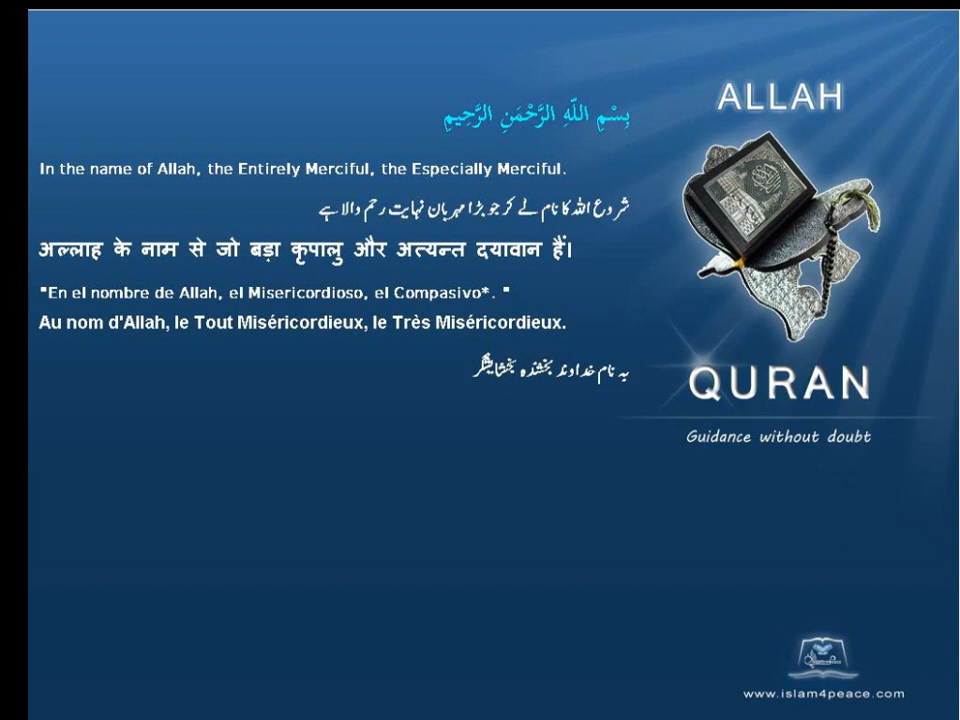 بِسْمِ اللّهِ الرَّحْمَنِ الرَّحِيمِ
In the name of Allah, the Entirely Merciful, the Especially Merciful.
شروع الله کا نام لے کر جو بڑا مہربان نہایت رحم والا ہے
अल्लाह के नाम से जो बड़ा कृपालु और अत्यन्त दयावान हैं।
"En el nombre de Allah, el Misericordioso, el Compasivo*. "
Au nom d'Allah, le Tout Miséricordieux, le Très Miséricordieux.
به نام خداوند بخشنده بخشایشگر
ALLAH
QURAN
Guidance without doubt
www.islam4peace.com